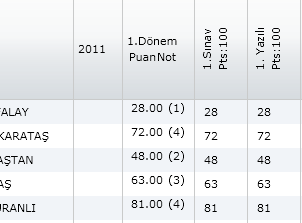 2011 1.Dönem PuanNot 1.Sınav Pts:100 1. Yazılı Pts:100
FALAY 28.00 (1) 28 28
KARATAŞ 72.00 (4) 72 72
AŞTAN 48.00 (2) 48 48
AŞ 63.00 (3) 63 63
URANLI 81.00 (4) 81 81